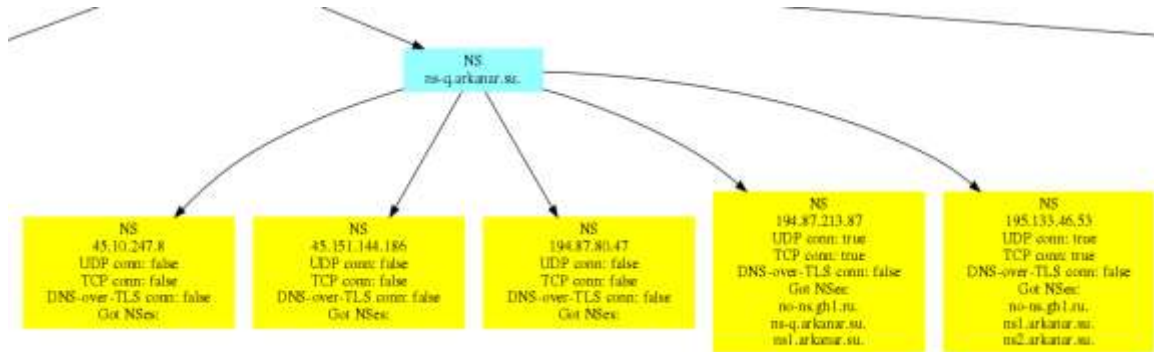 NS
ns-q.arkanar.su.
NS
45.10.247.8
UDP conn: false
TCP conn: false
DNS-over-TLS conn: false
Got NSes:
NS
45.151.144.186
UDP conn: false
TCP conn: false
DNS-over-TLS conn: false
Got NSes:
NS
194.87.80.47
UDP conn: false
TCP conn: false
DNS-over-TLS conn: false
Got NSes:
NS
194.87.213.87
UDP conn: true
TCP conn: true
DNS-over-TLS conn: false
Got NSes:
no-ns.gh1.ru.
ns-q.arkanar.su.
ns1.arkanar.su.
NS
195.133.46.53
UDP conn: true
TCP conn: true
DNS-over-TLS conn: false
Got NSes:
no-ns.gh1.ru.
ns1.arkanar.su.
ns2.arkanar.su.